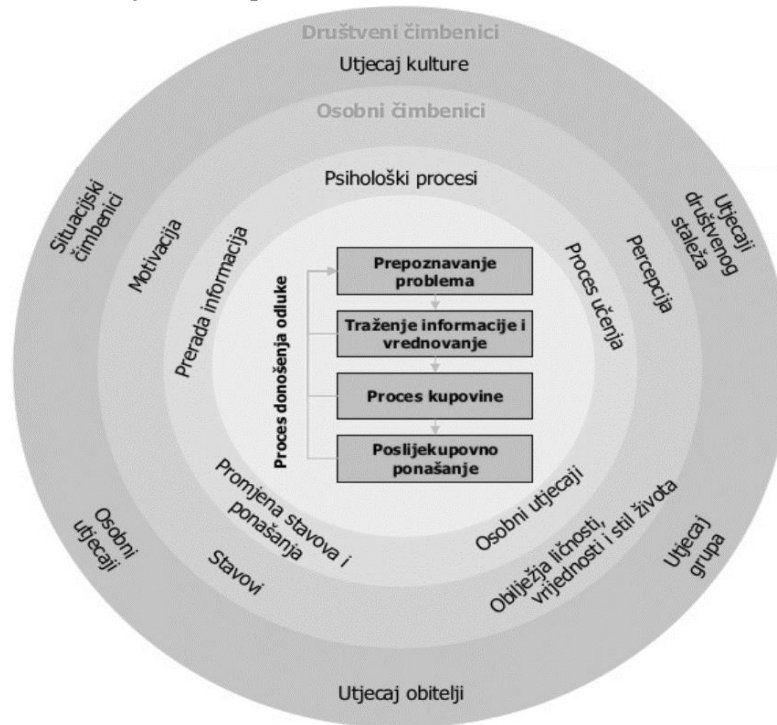 Društveni čimbenici
Utjecaj kulture
Osobni čimbenici
Psihološki procesi
Situacijski
čimbenici
Motivacija
Prerada informacija
Proces učenja
Percepcija
Utjecaji
društvenog
staleža
Proces donošenja odluke
Prepoznavanje
problema
Traženje informacije i
vrednovanje
Proces kupovine
Poslijekupovno
ponašanje
Osobni
utjecaji
Stavovi
Promjena stavova i
ponašanja
Osobni utjecaji
Obilježja ličnosti,
vrijednosti i stil života
Utjecaj
grupa
Utjecaj obitelji